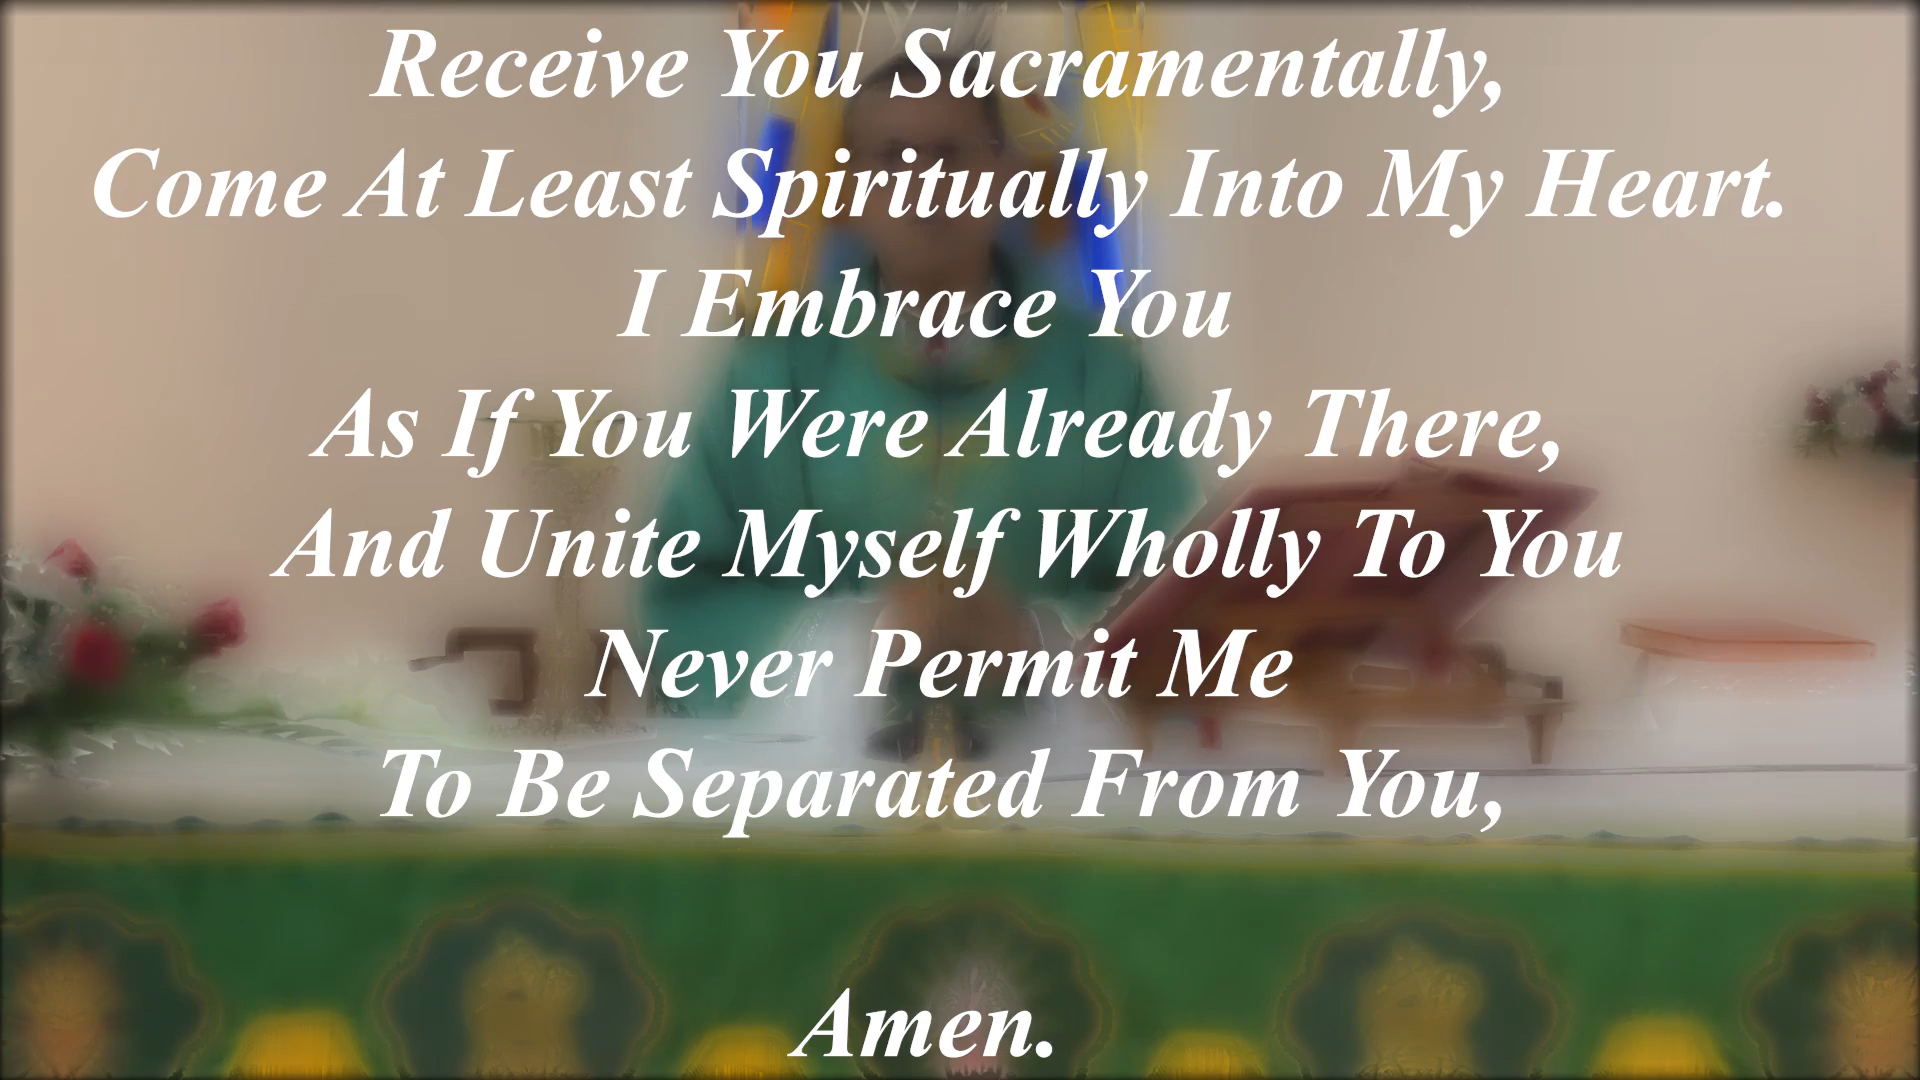 Receive You Sacramentally,
Come At Least Spiritually Into My Heart.
I Embrace You
As If You Were Already There,
And Unite Myself Wholly To You
Never Permit Me
To Be Separated From You,
Amen.